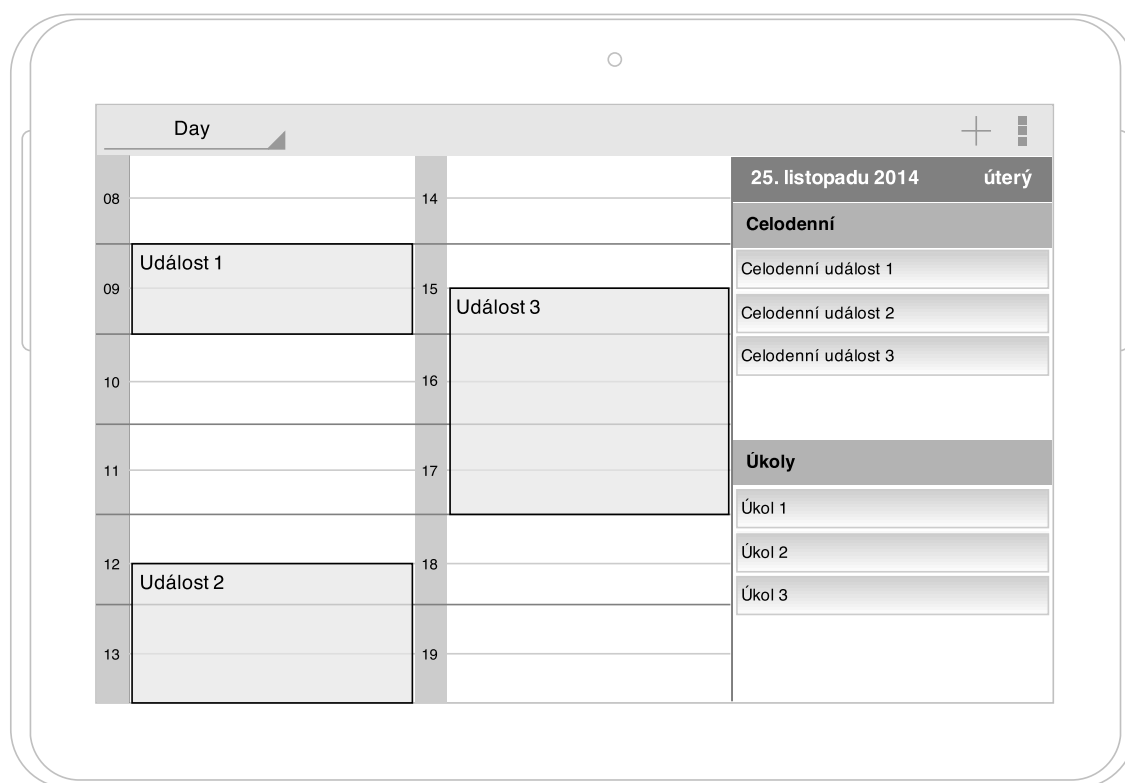 Day
08
Událost 1
09
10
11
12
Událost 2
13
14
15
Událost 3
16
17
18
19
25. listopadu 2014 úterý
Celodenní
Celodenní událost 1
Celodenní událost 2
Celodenní událost 3
Úkoly
Úkol 1
Úkol 2
Úkol 3